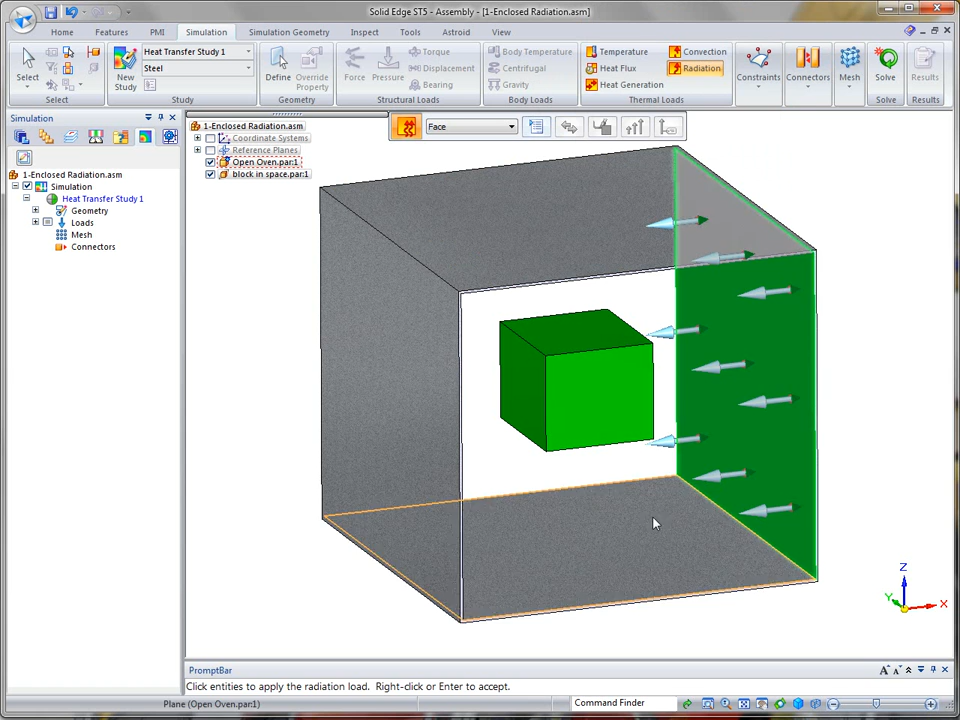 Solid Edge ST5 - Assembly - [1-Enclosed Radiation.asm]
Home Features PMI Simulation Simulation Geometry Inspect Tools Astroid View
Select
Select
New Study
Heat Transfer Study 1
Steel
Study
Define
Override Property
Geometry
Force
Pressure
Torque
Displacement
Bearing
Structural Loads
Body Temperature
Centrifugal
Gravity
Body Loads
Temperature
Heat Flux
Heat Generation
Convection
Radiation
Thermal Loads
Constraints
Connectors
Mesh
Solve
Solve
Results
Results
Simulation
1-Enclosed Radiation.asm
Simulation
Heat Transfer Study 1
Geometry
Loads
Mesh
Connectors
Face
1-Enclosed Radiation.asm
Coordinate Systems
Reference Planes
Open Oven.par:1
block in space.par:1
Z
Y
X
PromptBar
Click entities to apply the radiation load. Right-click or Enter to accept.
Plane (Open Oven.par:1)
Command Finder